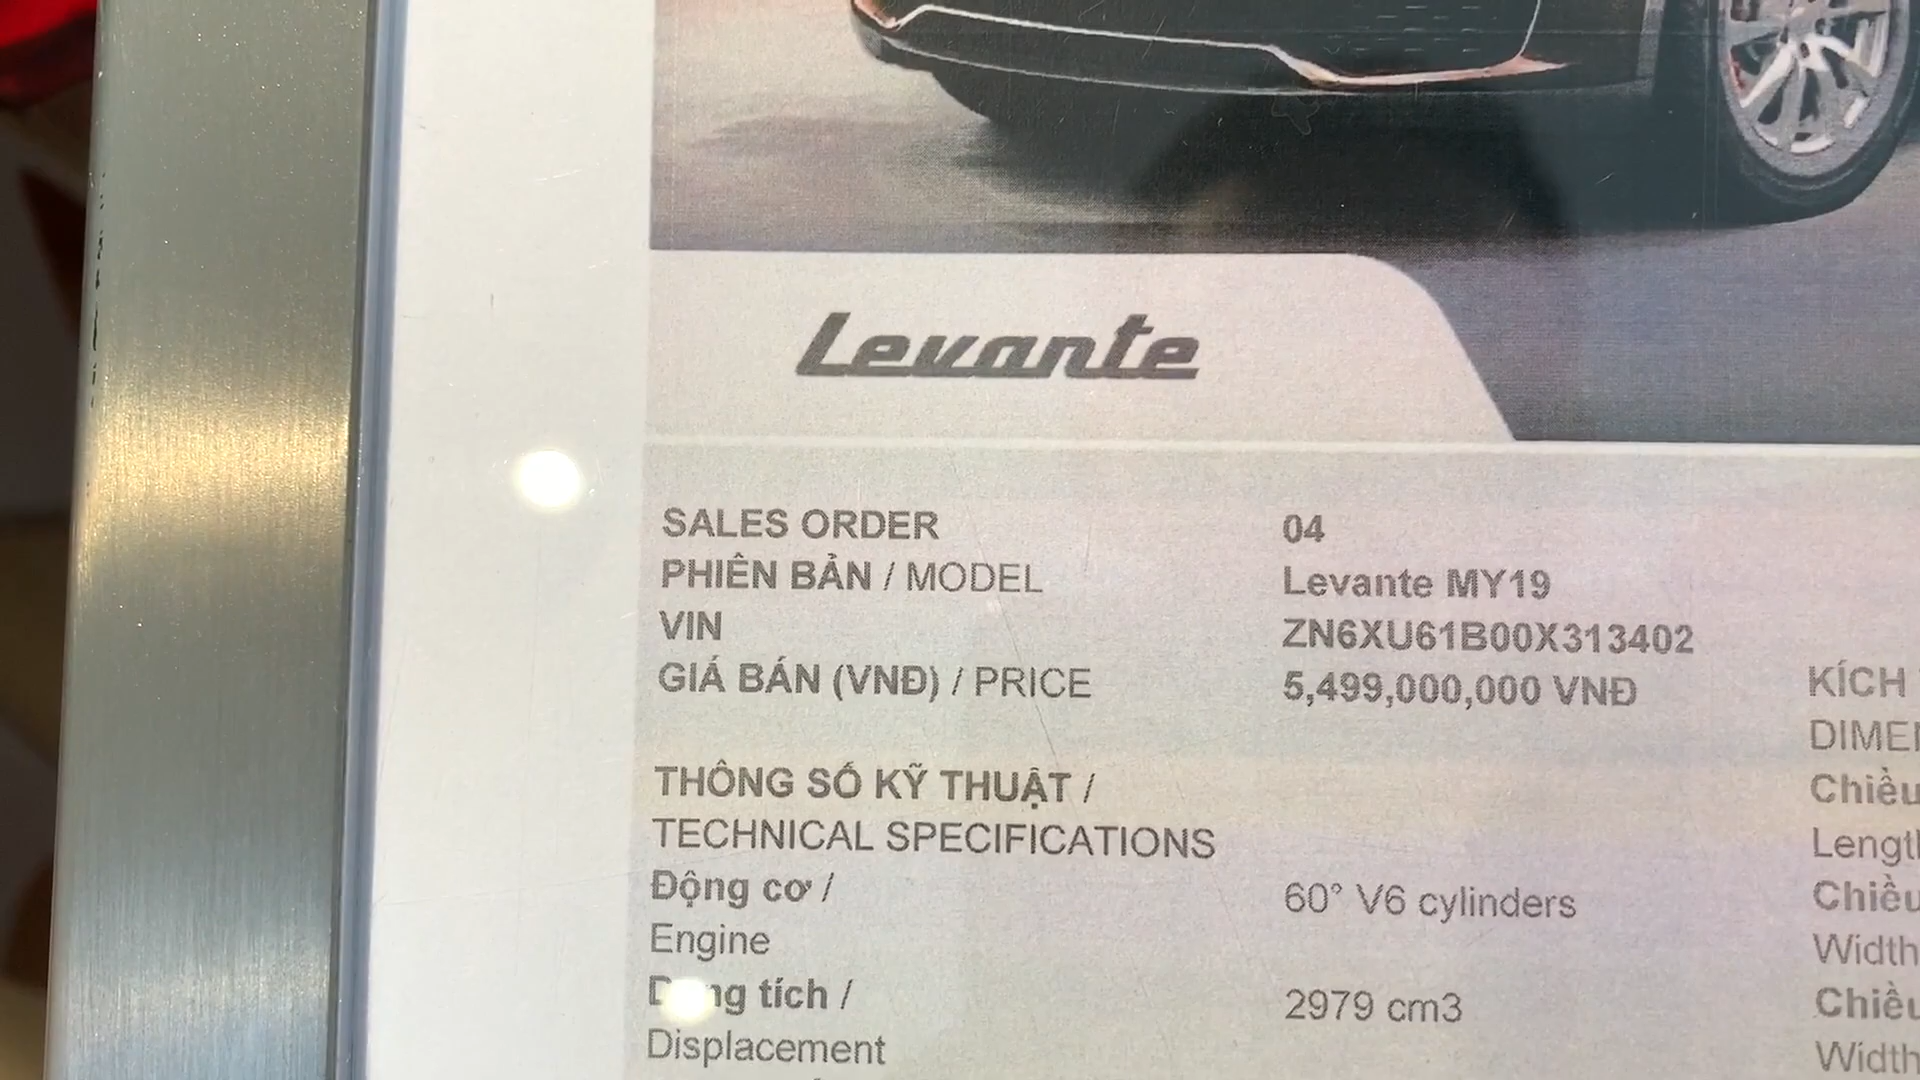 Levante
SALES ORDER 04
PHIÊN BẢN / MODEL Levante MY19
VIN ZN6XU61B00X313402
GIÁ BÁN (VNĐ) / PRICE 5,499,000,000 VNĐ
KÍCH
DIME
THÔNG SỐ KỸ THUẬT /
TECHNICAL SPECIFICATIONS
Chiều
Length
Động cơ / 60° V6 cylinders
Engine
Chiều
Width
tích / 2979 cm3
Displacement
Chiều
Width